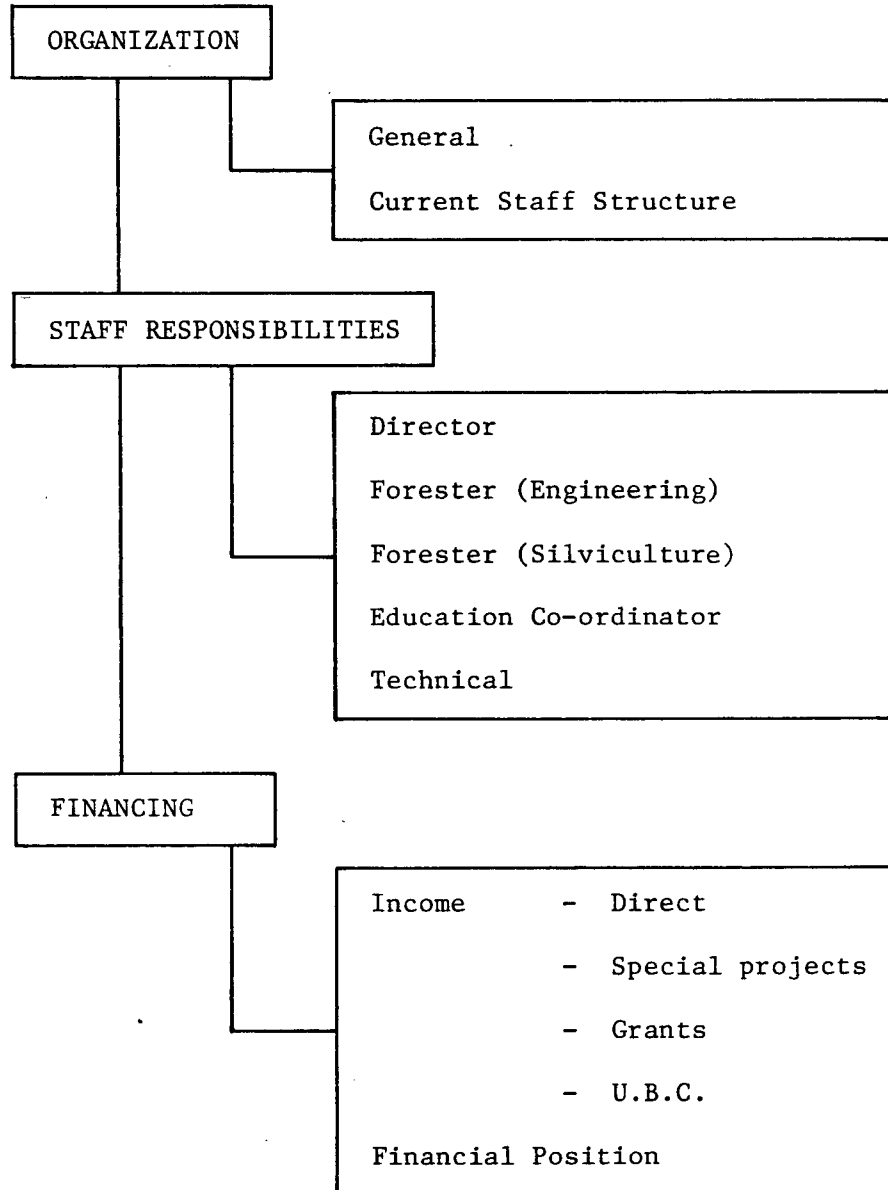 ORGANIZATION
General
Current Staff Structure
STAFF RESPONSIBILITIES
Director
Forester (Engineering)
Forester (Silviculture)
Education Co-ordinator
Technical
FINANCING
Income - Direct
- Special projects
- Grants
- U.B.C.
Financial Position